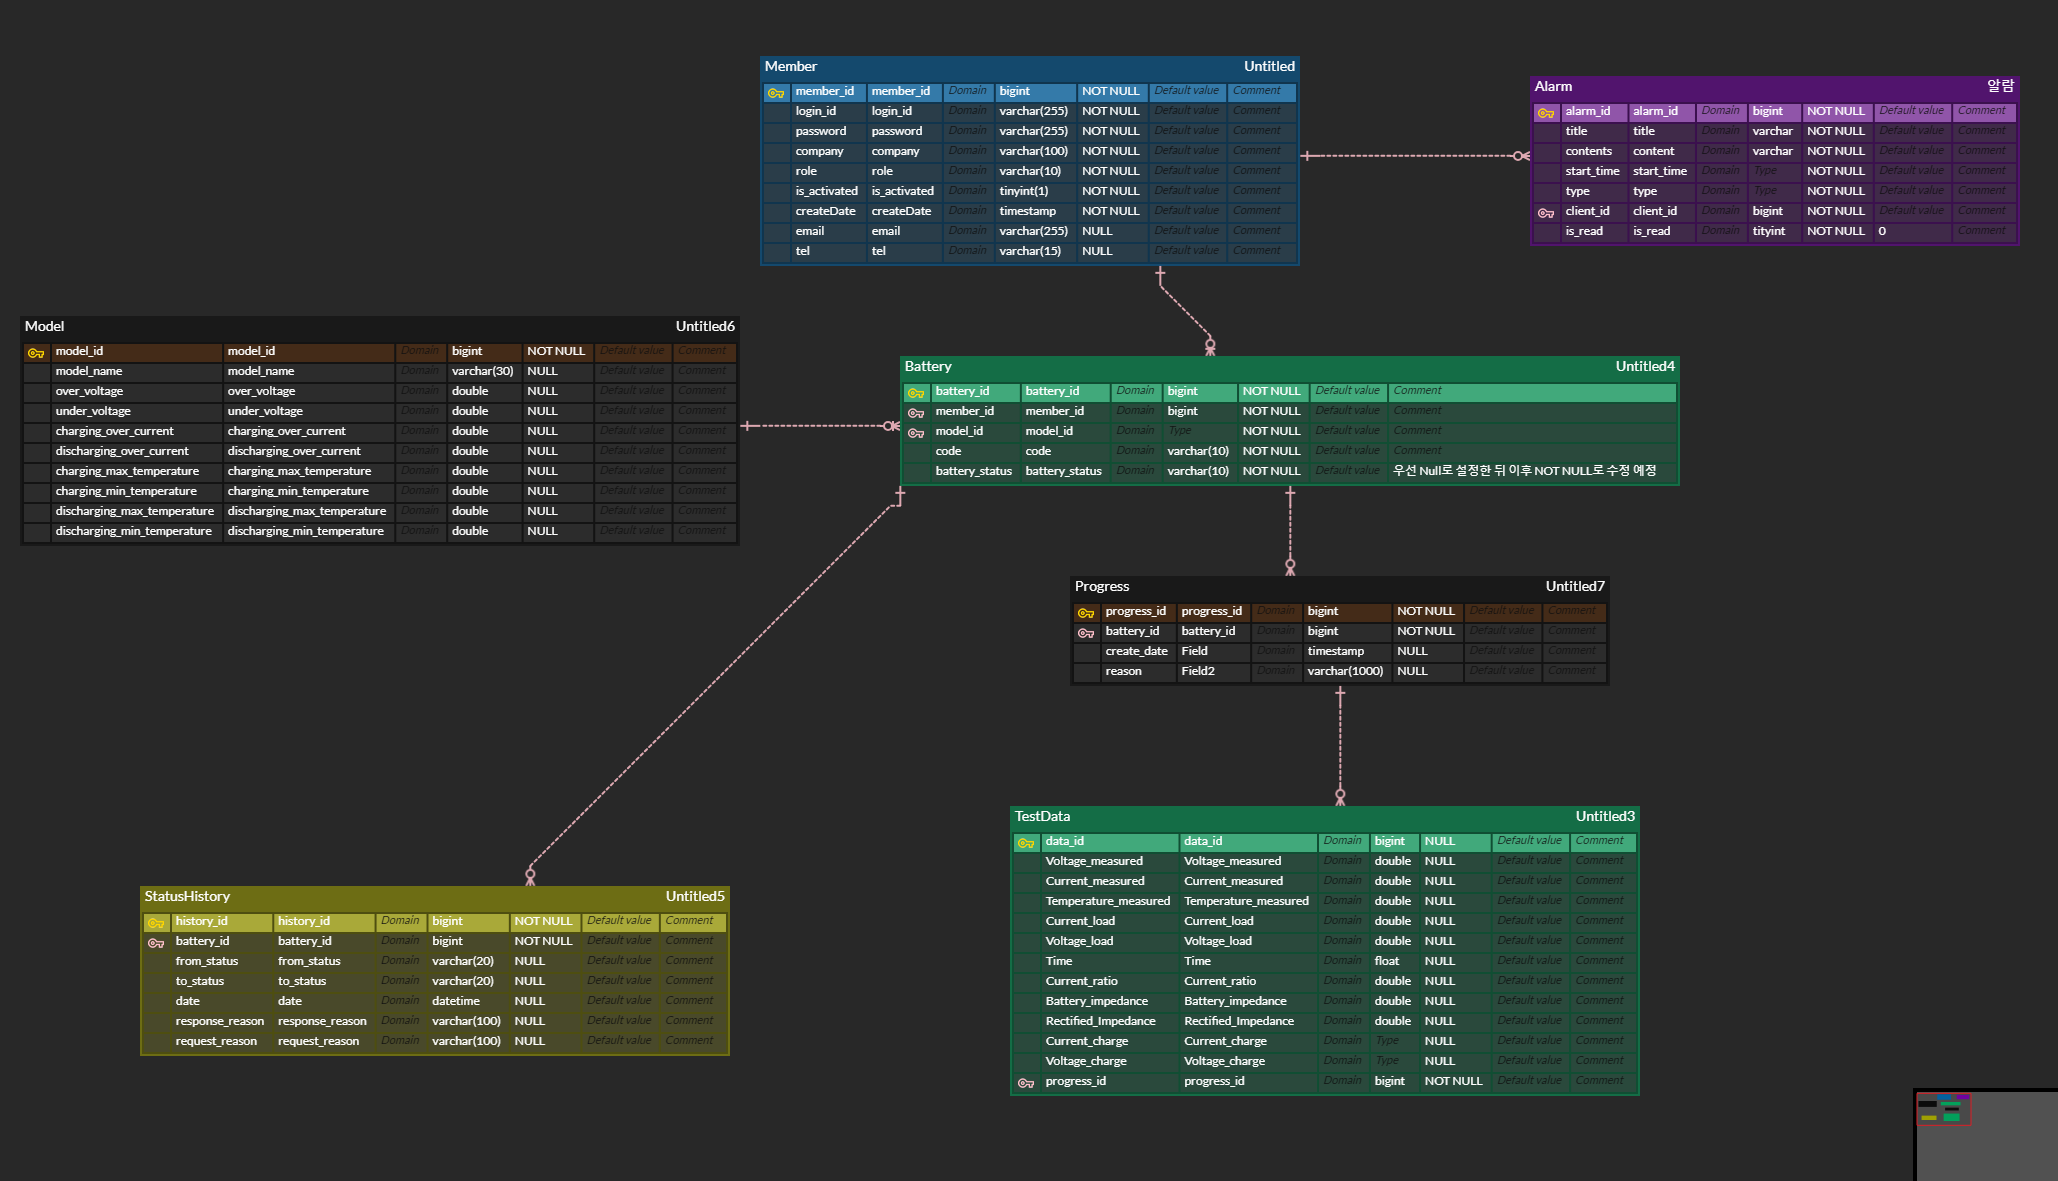 Member Untitled
member_id member_id Domain bigint NOT NULL Default value Comment
login_id login_id Domain varchar(255) NOT NULL Default value Comment
password password Domain varchar(255) NOT NULL Default value Comment
company company Domain varchar(100) NOT NULL Default value Comment
role role Domain varchar(10) NOT NULL Default value Comment
is_activated is_activated Domain tinyint(1) NOT NULL Default value Comment
createDate createDate Domain timestamp NOT NULL Default value Comment
email email Domain varchar(255) NULL Default value Comment
tel tel Domain varchar(15) NULL Default value Comment
Alarm 알람
alarm_id alarm_id Domain bigint NOT NULL Default value Comment
title title Domain varchar NOT NULL Default value Comment
contents content Domain varchar NOT NULL Default value Comment
start_time start_time Domain Type NOT NULL Default value Comment
type type Domain Type NOT NULL Default value Comment
client_id client_id Domain bigint NOT NULL Default value Comment
is_read is_read Domain tityint NOT NULL 0 Comment
Model Untitled6
model_id model_id Domain bigint NOT NULL Default value Comment
model_name model_name Domain varchar(30) NULL Default value Comment
over_voltage over_voltage Domain double NULL Default value Comment
under_voltage under_voltage Domain double NULL Default value Comment
charging_over_current charging_over_current Domain double NULL Default value Comment
discharging_over_current discharging_over_current Domain double NULL Default value Comment
charging_max_temperature charging_max_temperature Domain double NULL Default value Comment
charging_min_temperature charging_min_temperature Domain double NULL Default value Comment
discharging_max_temperature discharging_max_temperature Domain double NULL Default value Comment
discharging_min_temperature discharging_min_temperature Domain double NULL Default value Comment
Battery Untitled4
battery_id battery_id Domain bigint NOT NULL Default value Comment
member_id member_id Domain bigint NOT NULL Default value Comment
model_id model_id Domain Type NOT NULL Default value Comment
code code Domain varchar(10) NOT NULL Default value Comment
battery_status battery_status Domain varchar(10) NOT NULL Default value 우선 Null로 설정한 뒤 이후 NOT NULL로 수정 예정
Progress Untitled7
progress_id progress_id Domain bigint NOT NULL Default value Comment
battery_id battery_id Domain bigint NOT NULL Default value Comment
create_date Field Domain timestamp NULL Default value Comment
reason Field2 Domain varchar(1000) NULL Default value Comment
TestData Untitled3
data_id data_id Domain bigint NULL Default value Comment
Voltage_measured Voltage_measured Domain double NULL Default value Comment
Current_measured Current_measured Domain double NULL Default value Comment
Temperature_measured Temperature_measured Domain double NULL Default value Comment
Current_load Current_load Domain double NULL Default value Comment
Voltage_load Voltage_load Domain double NULL Default value Comment
Time Time Domain float NULL Default value Comment
Current_ratio Current_ratio Domain double NULL Default value Comment
Battery_impedance Battery_impedance Domain double NULL Default value Comment
Rectified_Impedance Rectified_Impedance Domain double NULL Default value Comment
Current_charge Current_charge Domain Type NULL Default value Comment
Voltage_charge Voltage_charge Domain Type NULL Default value Comment
progress_id progress_id Domain bigint NOT NULL Default value Comment
StatusHistory Untitled5
history_id history_id Domain bigint NOT NULL Default value Comment
battery_id battery_id Domain bigint NOT NULL Default value Comment
from_status from_status Domain varchar(20) NULL Default value Comment
to_status to_status Domain varchar(20) NULL Default value Comment
date date Domain datetime NULL Default value Comment
response_reason response_reason Domain varchar(100) NULL Default value Comment
request_reason request_reason Domain varchar(100) NULL Default value Comment